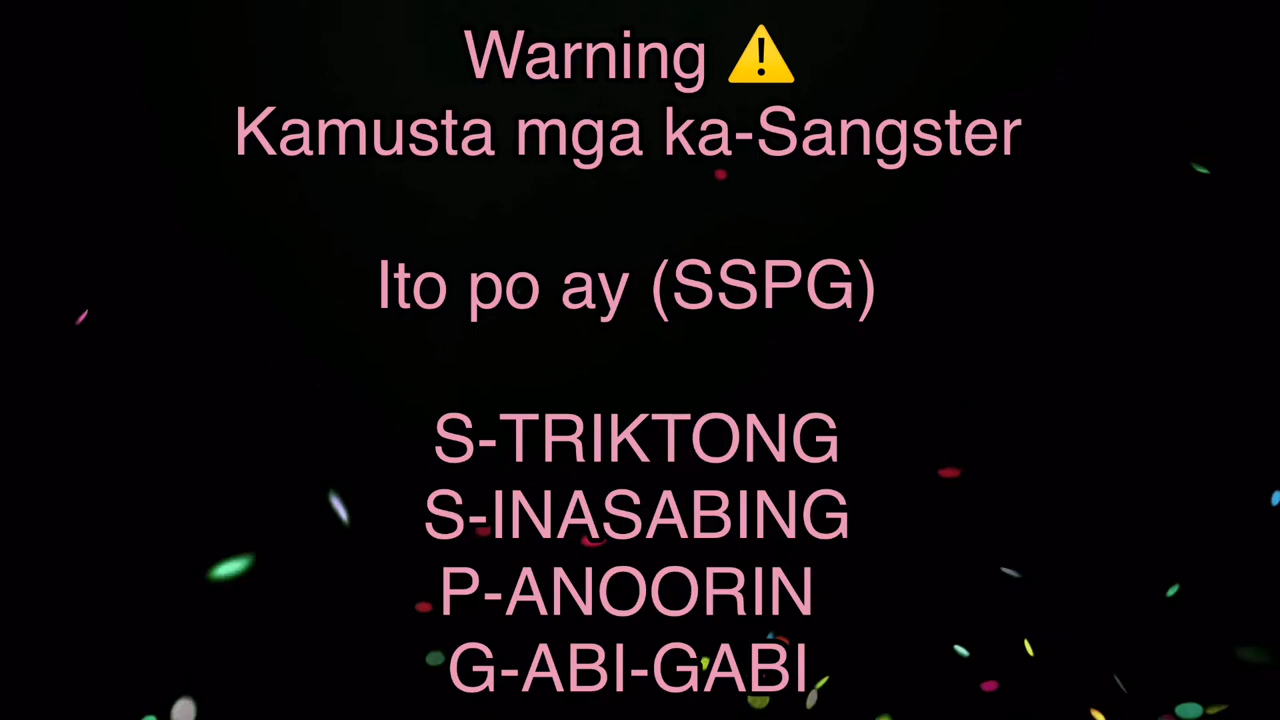 Warning ⚠️
Kamusta mga ka-Sangster
Ito po ay (SSPG)
S-TRIKTONG
S-INASABING
P-ANOORIN
G-ABI-GABI